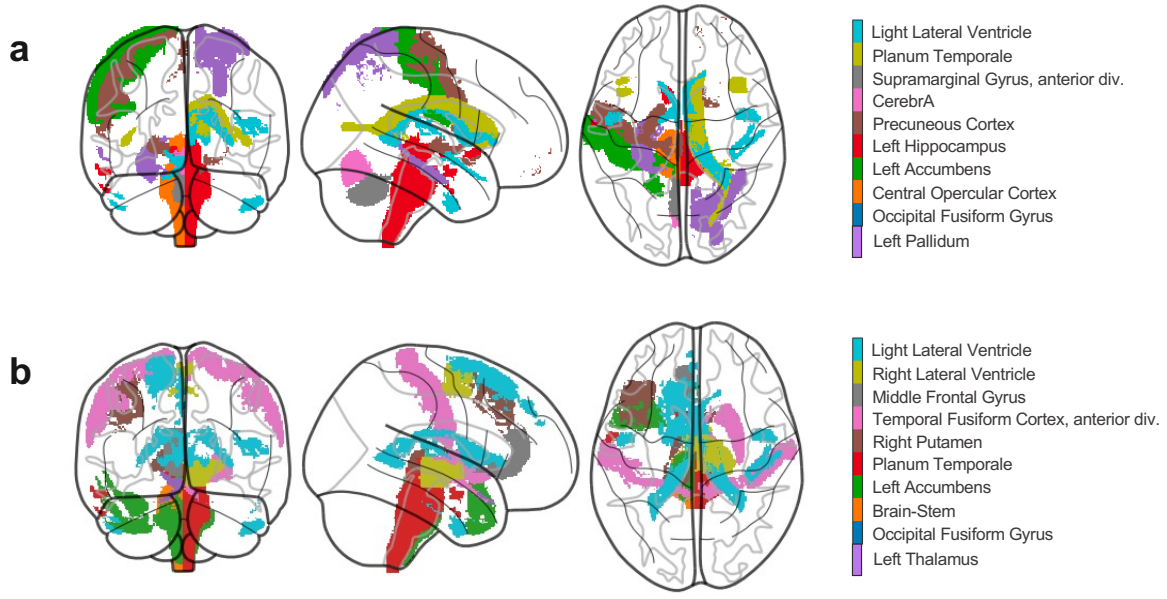 a
Light Lateral Ventricle
Planum Temporale
Supramarginal Gyrus, anterior div.
CerebrA
Precuneous Cortex
Left Hippocampus
Left Accumbens
Central Opercular Cortex
Occipital Fusiform Gyrus
Left Pallidum
b
Light Lateral Ventricle
Right Lateral Ventricle
Middle Frontal Gyrus
Temporal Fusiform Cortex, anterior div.
Right Putamen
Planum Temporale
Left Accumbens
Brain-Stem
Occipital Fusiform Gyrus
Left Thalamus